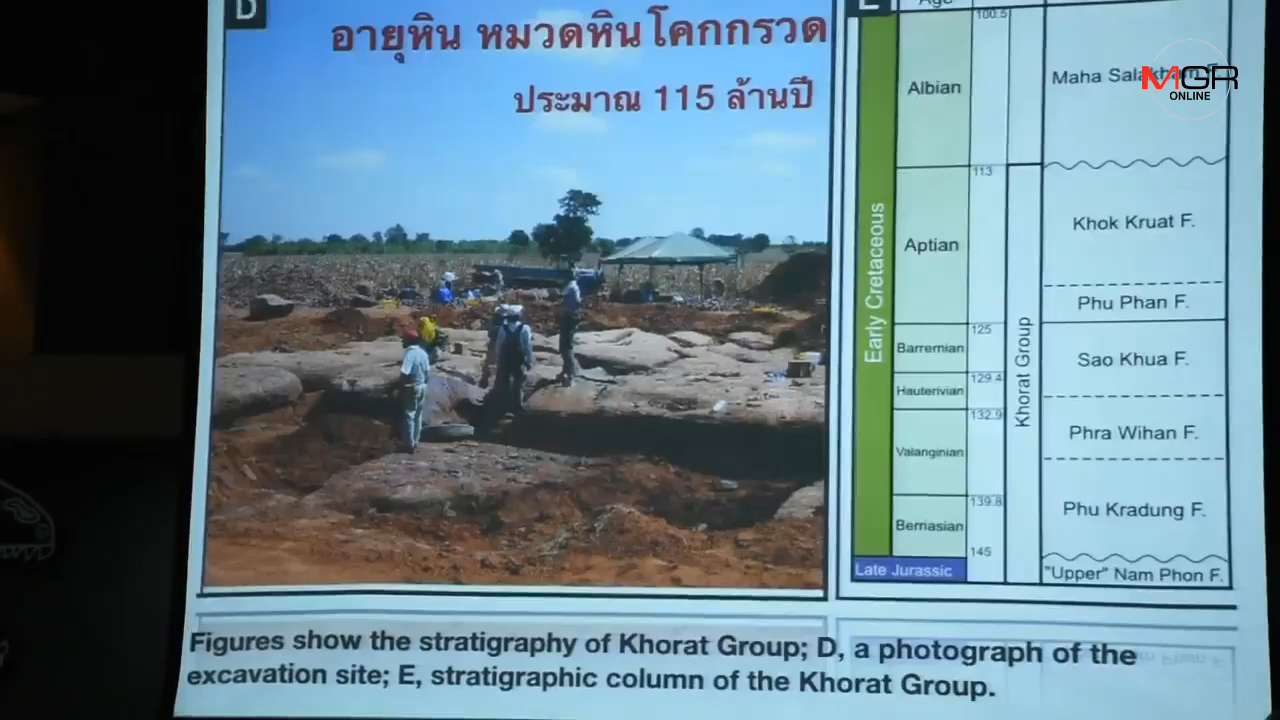 D
อายุหิน หมวดหินโคกกรวด
ประมาณ 115 ล้านปี
E
Age
100.5
Albian
Maha Sarakham F.
MGR
ONLINE
113
Aptian
Khok Kruat F.
Phu Phan F.
Early Cretaceous
125
Barremian
Sao Khua F.
129.4
Hauterivian
Khorat Group
132.9
Valanginian
Phra Wihan F.
139.8
Berriasian
Phu Kradung F.
145
Late Jurassic
"Upper" Nam Phon F.
Figures show the stratigraphy of Khorat Group; D, a photograph of the
excavation site; E, stratigraphic column of the Khorat Group.